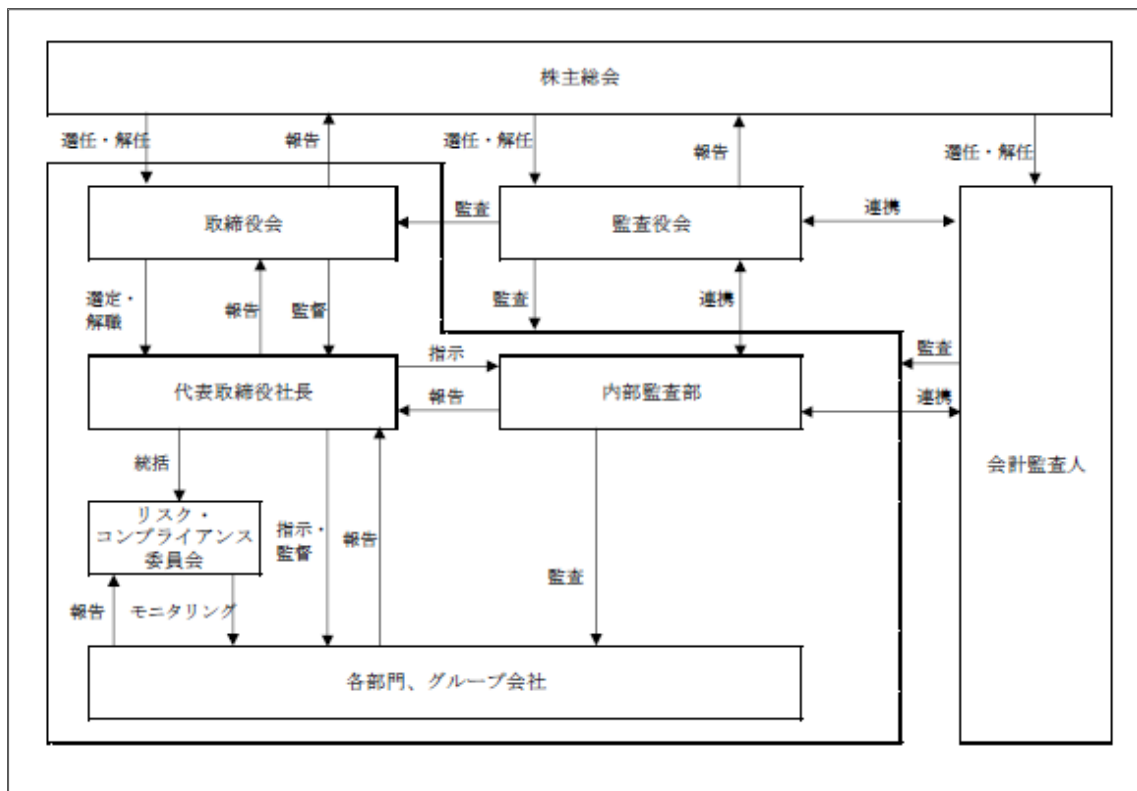 株主総会
選任・解任
報告
選任・解任
報告
選任・解任
取締役会
監査
監査役会
連携
選定・
解職
報告
監督
監査
連携
代表取締役社長
指示
報告
内部監査部
監査
連携
会計監査人
統括
リスク・
コンプライアンス
委員会
指示・
監督
報告
監査
報告
モニタリング
各部門、グループ会社